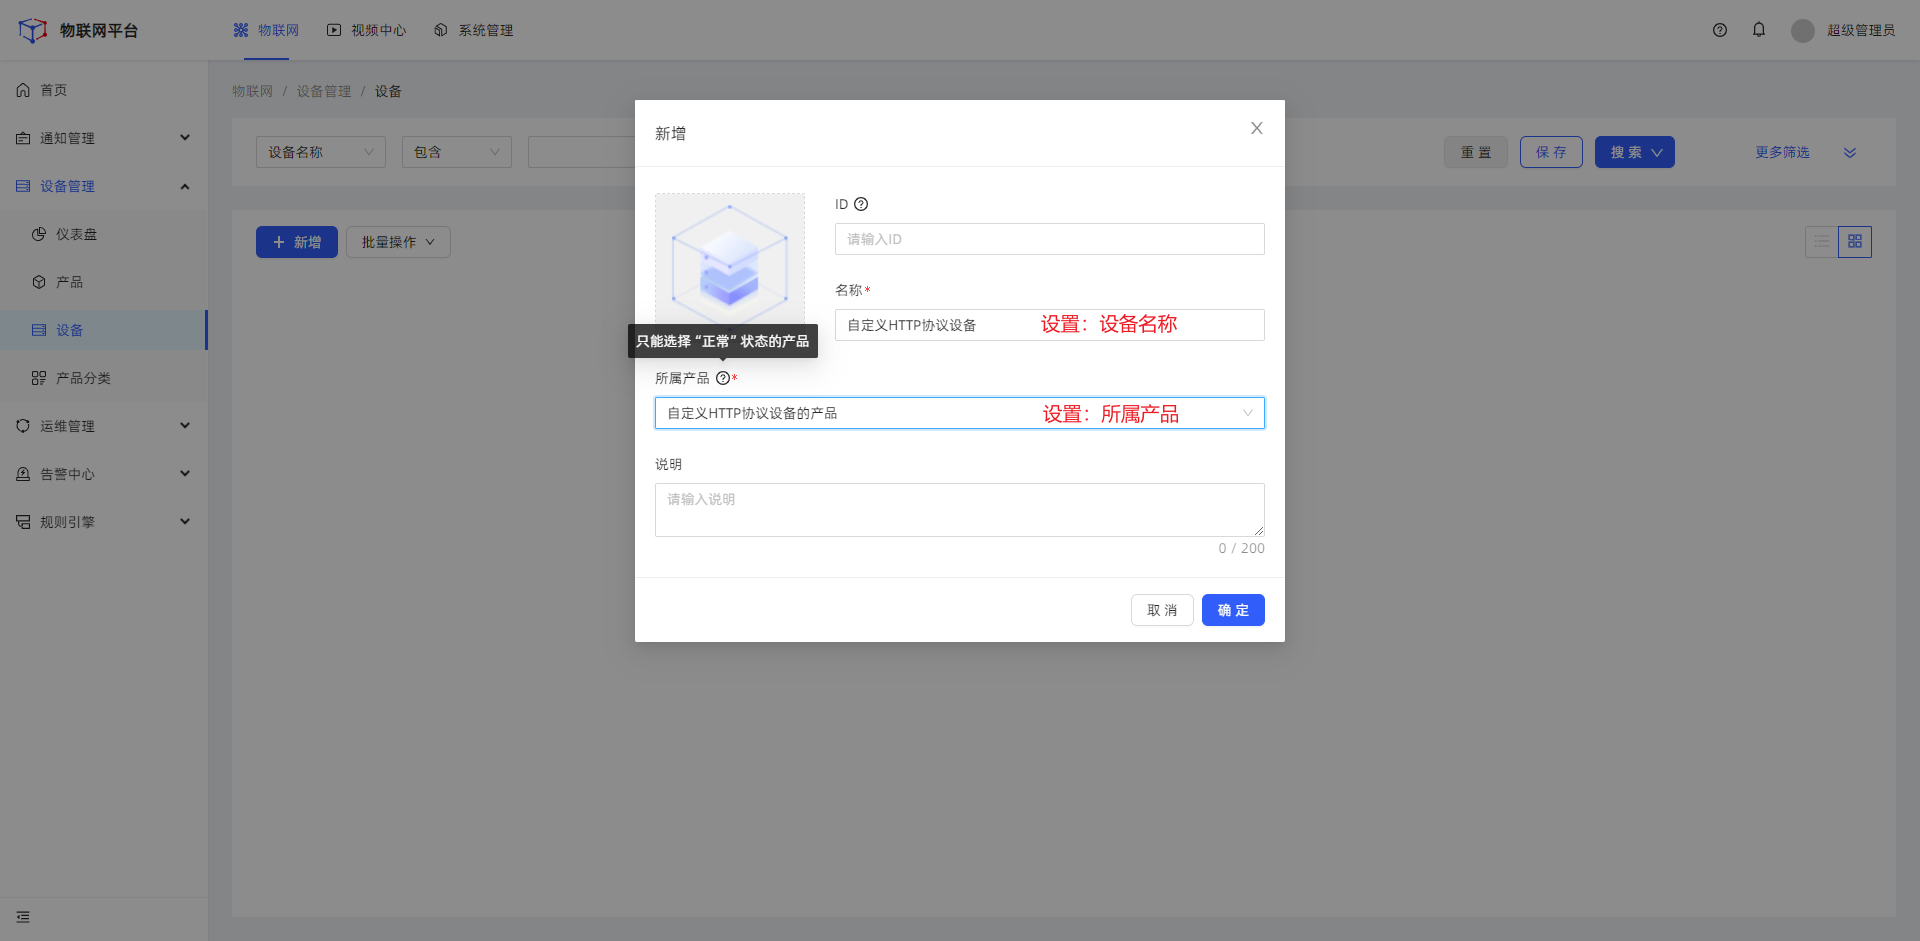 物联网平台
物联网
视频中心
系统管理
超级管理员
首页
通知管理
设备管理
仪表盘
产品
设备
产品分类
运维管理
告警中心
规则引擎
物联网 / 设备管理 / 设备
设备名称
包含
重 置
保 存
搜 索
更多筛选
新增
批量操作
新增
ID
请输入ID
名称*
自定义HTTP协议设备
设置：设备名称
只能选择 “正常” 状态的产品
所属产品 *
自定义HTTP协议设备的产品
设置：所属产品
说明
请输入说明
0 / 200
取 消
确 定